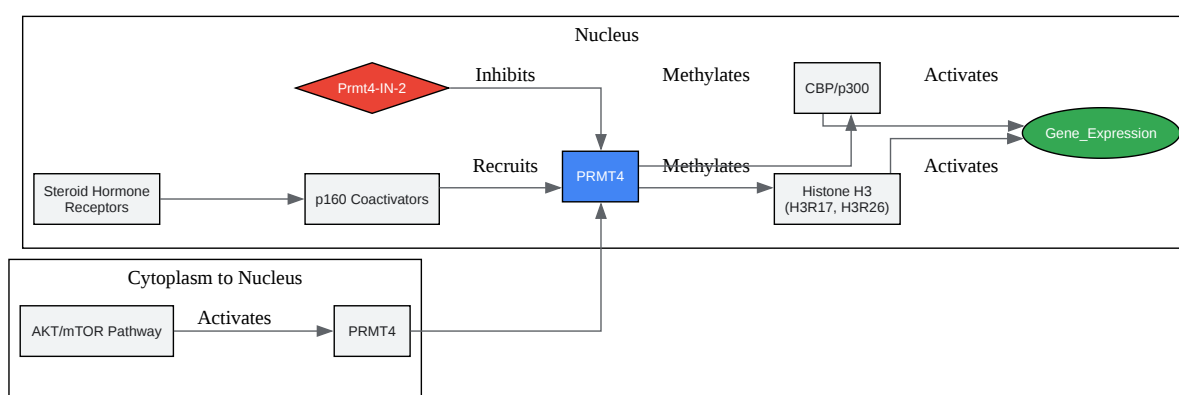 Nucleus
Prmt4-IN-2
Inhibits
Methylates
CBP/p300
Activates
Gene_Expression
Steroid Hormone
Receptors
p160 Coactivators
Recruits
PRMT4
Methylates
Histone H3
(H3R17, H3R26)
Activates
Cytoplasm to Nucleus
AKT/mTOR Pathway
Activates
PRMT4